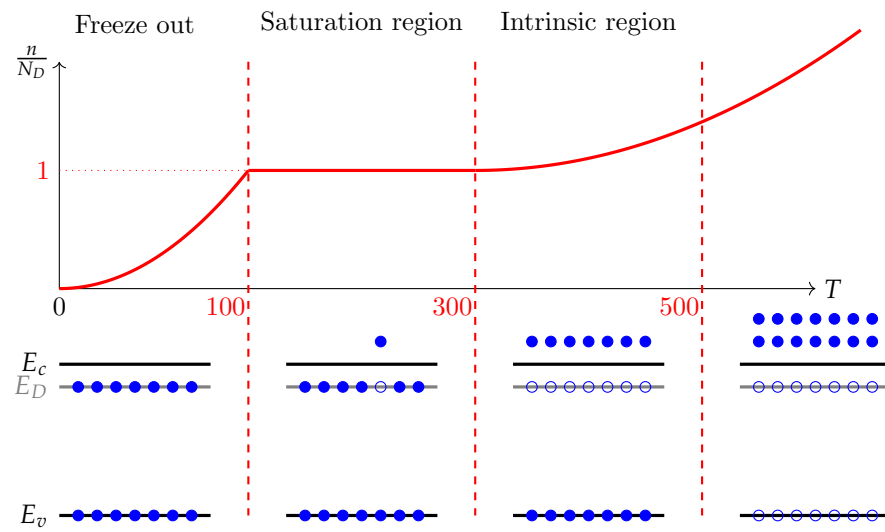 Freeze out
Saturation region
Intrinsic region
n
N_D
1
0
100
300
500
T
E_c
E_D
E_v